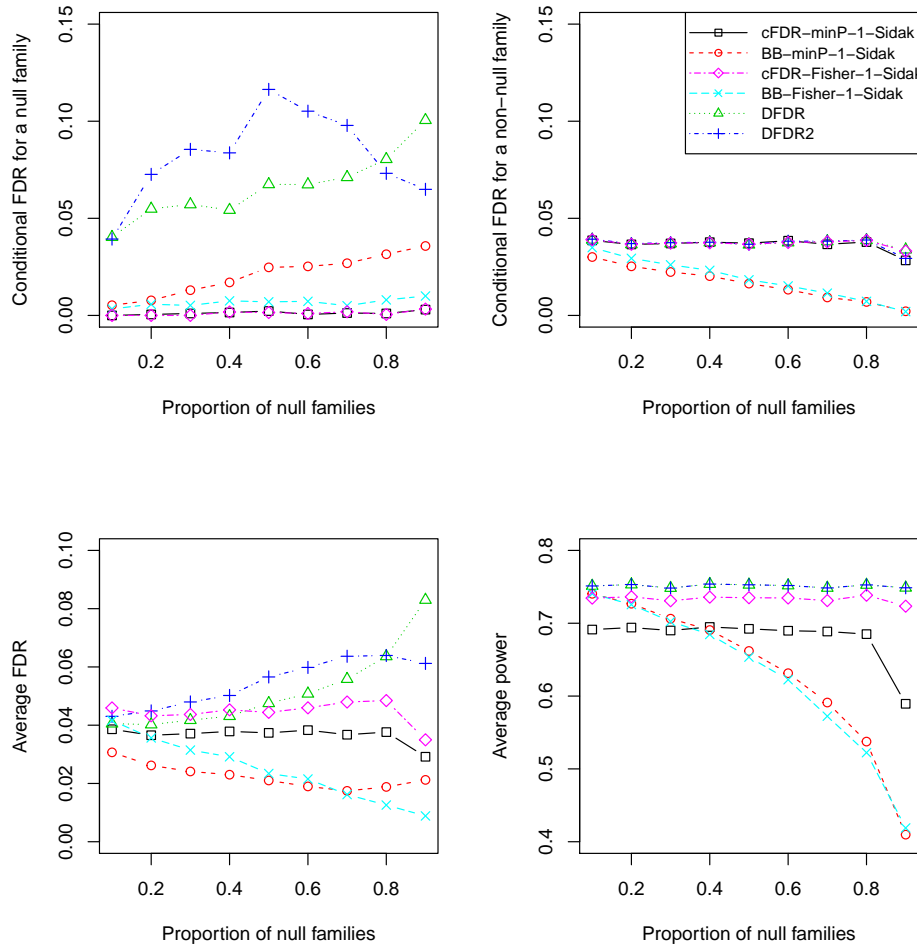 Conditional FDR for a null family
0.00 0.05 0.10 0.15
0.2 0.4 0.6 0.8
Proportion of null families
Conditional FDR for a non−null family
0.00 0.05 0.10 0.15
0.2 0.4 0.6 0.8
Proportion of null families
cFDR−minP−1−Sidak
BB−minP−1−Sidak
cFDR−Fisher−1−Sidak
BB−Fisher−1−Sidak
DFDR
DFDR2
Average FDR
0.00 0.02 0.04 0.06 0.08 0.10
0.2 0.4 0.6 0.8
Proportion of null families
Average power
0.4 0.5 0.6 0.7 0.8
0.2 0.4 0.6 0.8
Proportion of null families